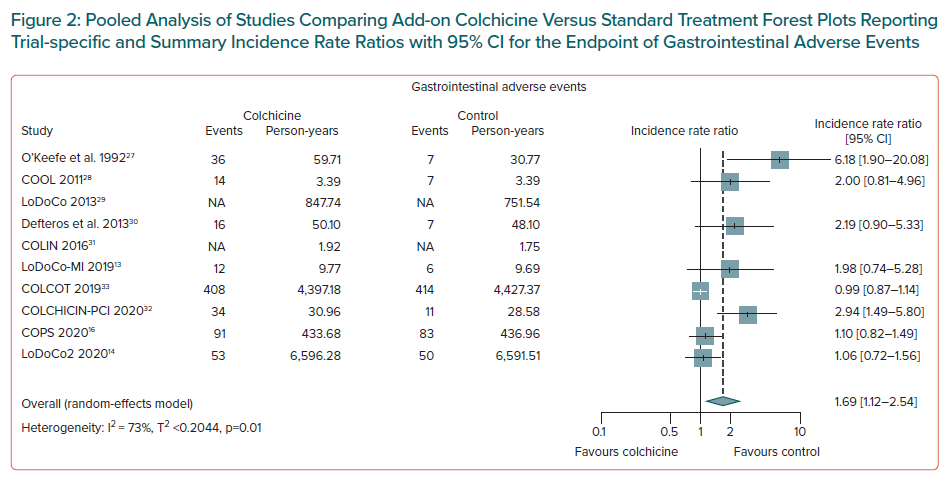 Figure 2: Pooled Analysis of Studies Comparing Add-on Colchicine Versus Standard Treatment Forest Plots Reporting
Trial-specific and Summary Incidence Rate Ratios with 95% CI for the Endpoint of Gastrointestinal Adverse Events
Gastrointestinal adverse events
Colchicine Control
Study Events Person-years Events Person-years Incidence rate ratio Incidence rate ratio
[95% CI]
O'Keefe et al. 1992²⁷ 36 59.71 7 30.77 6.18 [1.90–20.08]
COOL 2011²⁸ 14 3.39 7 3.39 2.00 [0.81–4.96]
LoDoCo 2013²⁹ NA 847.74 NA 751.54
Defteros et al. 2013³⁰ 16 50.10 7 48.10 2.19 [0.90–5.33]
COLIN 2016³¹ NA 1.92 NA 1.75
LoDoCo-MI 2019¹³ 12 9.77 6 9.69 1.98 [0.74–5.28]
COLCOT 2019³³ 408 4,397.18 414 4,427.37 0.99 [0.87–1.14]
COLCHICIN-PCI 2020³² 34 30.96 11 28.58 2.94 [1.49–5.80]
COPS 2020¹⁶ 91 433.68 83 436.96 1.10 [0.82–1.49]
LoDoCo2 2020¹⁴ 53 6,596.28 50 6,591.51 1.06 [0.72–1.56]
Overall (random-effects model) 1.69 [1.12–2.54]
Heterogeneity: I² = 73%, T² <0.2044, p=0.01
0.1 0.5 1 2 10
Favours colchicine Favours control